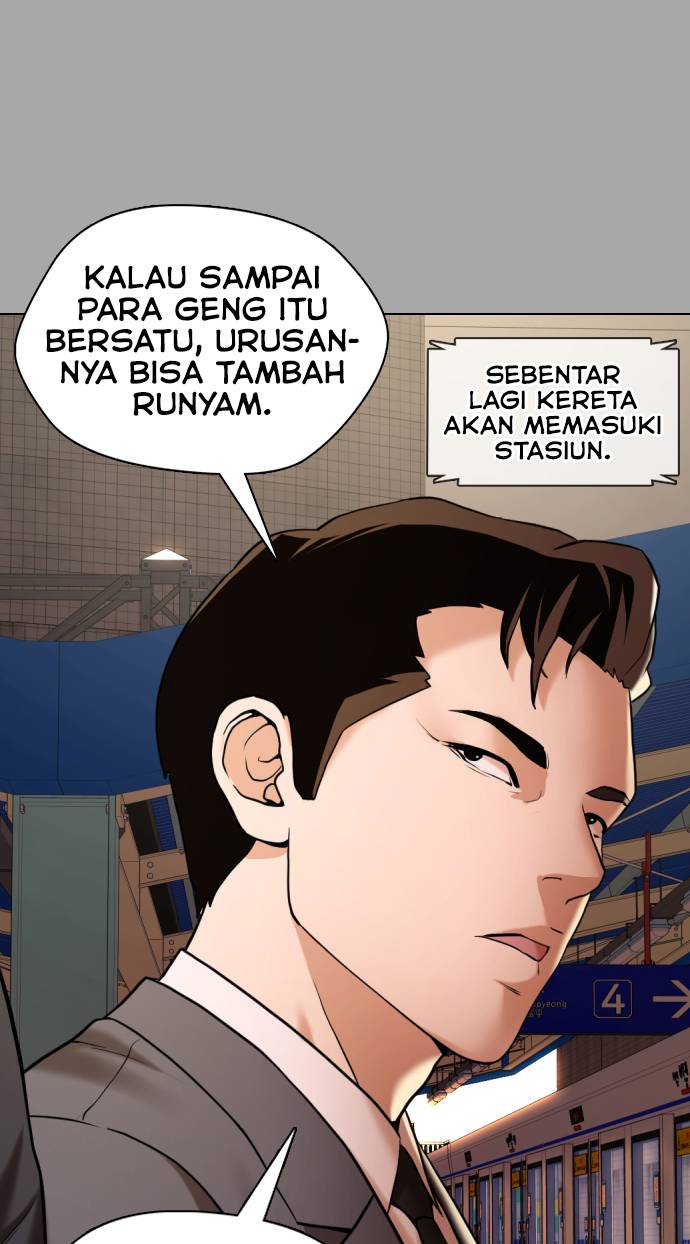 KALAU SAMPAI
PARA GENG ITU
BERSATU, URUSAN-
NYA BISA TAMBAH
RUNYAM.
SEBENTAR
LAGI KERETA
AKAN MEMASUKI
STASIUN.
4